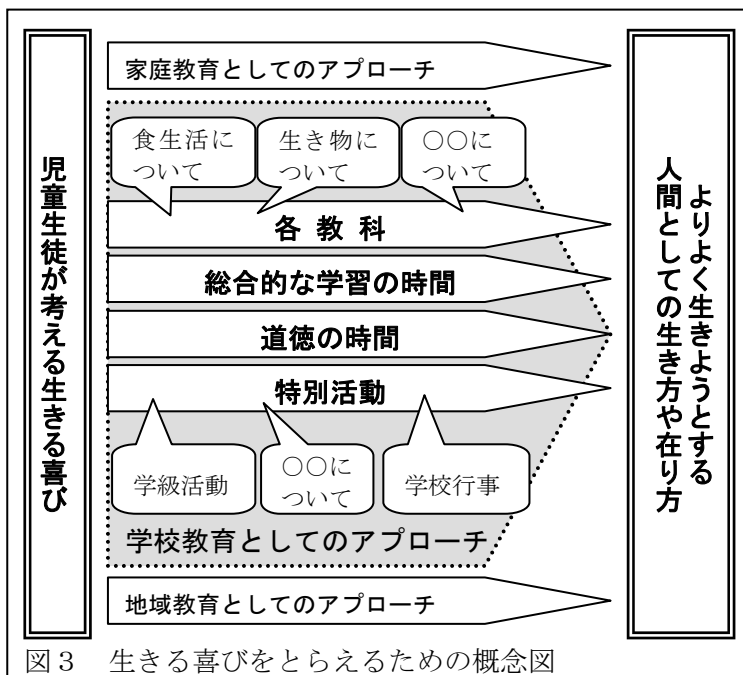 児童生徒が考える生きる喜び
家庭教育としてのアプローチ
食生活に
ついて
生き物に
ついて
○○に
ついて
各 教 科
総合的な学習の時間
道徳の時間
特別活動
学級活動
○○に
ついて
学校行事
学校教育としてのアプローチ
地域教育としてのアプローチ
よりよく生きようとする
人間としての生き方や在り方
図３　生きる喜びをとらえるための概念図